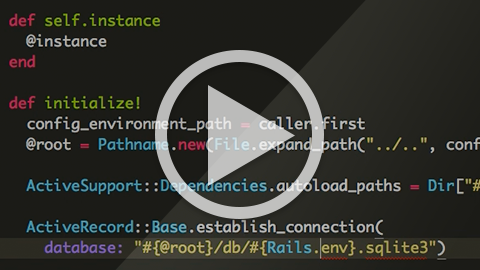 def self.instance
@instance
end
def initialize!
config_environment_path = caller.first
@root = Pathname.new(File.expand_path("../..", conf
ActiveSupport::Dependencies.autoload_paths = Dir["#
ActiveRecord::Base.establish_connection(
database: "#{@root}/db/#{Rails.env}.sqlite3")